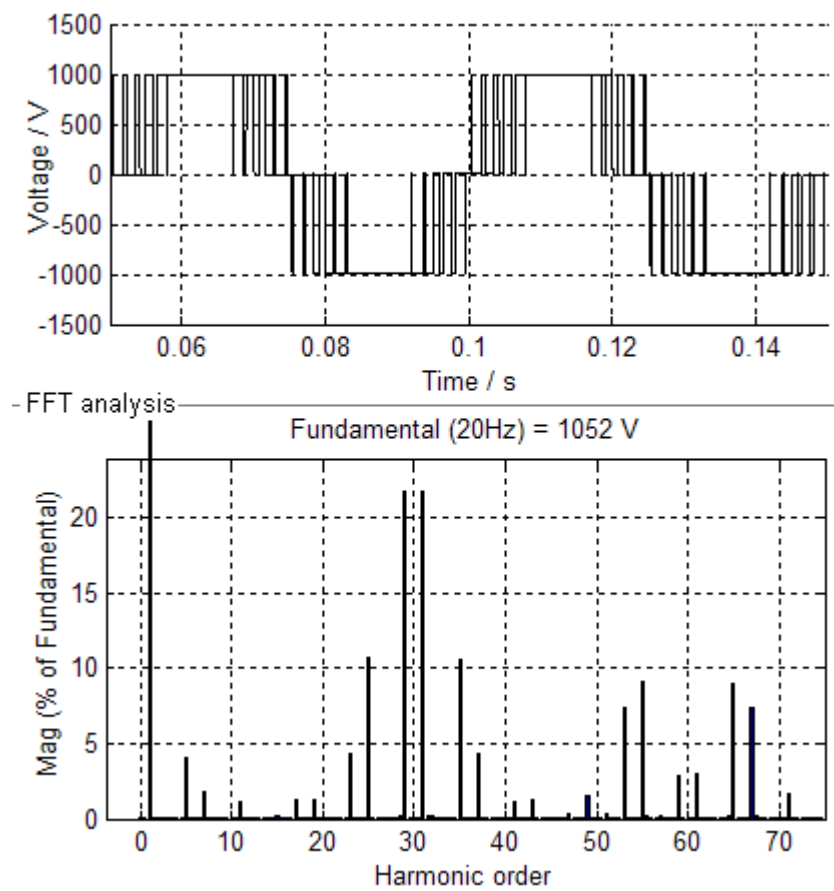 1500
1000
500
0
-500
-1000
-1500
Voltage / V
0.06 0.08 0.1 0.12 0.14
Time / s
FFT analysis
Fundamental (20Hz) = 1052 V
20
15
10
5
0
Mag (% of Fundamental)
0 10 20 30 40 50 60 70
Harmonic order